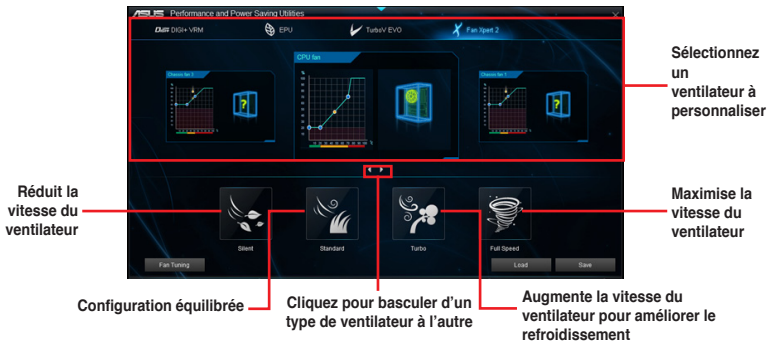 ASUS Performance and Power Saving Utilities
DIGI+ DIGI+ VRM
EPU
TurboV EVO
Fan Xpert 2
CPU fan
Chassis fan 1
Sélectionnez
un
ventilateur à
personnaliser
Réduit la
vitesse du
ventilateur
Silent
Standard
Turbo
Full Speed
Maximise la
vitesse du
ventilateur
Fan Tuning
Load
Save
Configuration équilibrée
Cliquez pour basculer d'un
type de ventilateur à l'autre
Augmente la vitesse du
ventilateur pour améliorer le
refroidissement